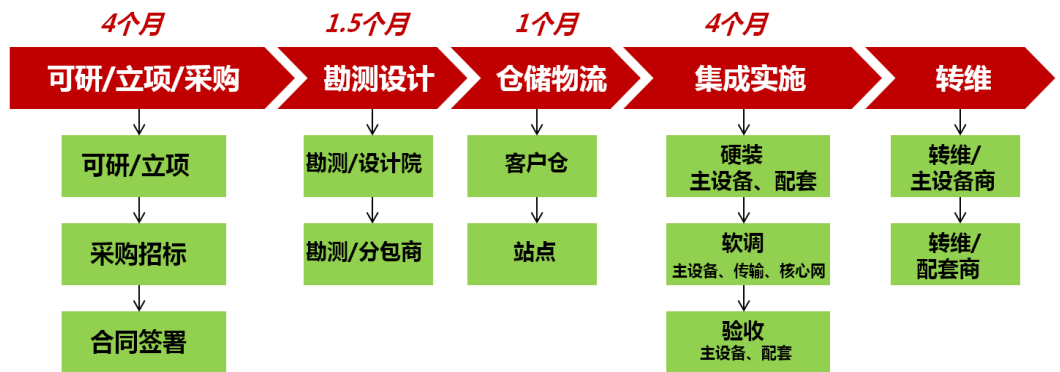 4个月
1.5个月
1个月
4个月
可研/立项/采购
勘测设计
仓储物流
集成实施
转维
可研/立项
采购招标
合同签署
勘测/设计院
勘测/分包商
客户仓
站点
硬装
主设备、配套
软调
主设备、传输、核心网
验收
主设备、配套
转维/
主设备商
转维/
配套商